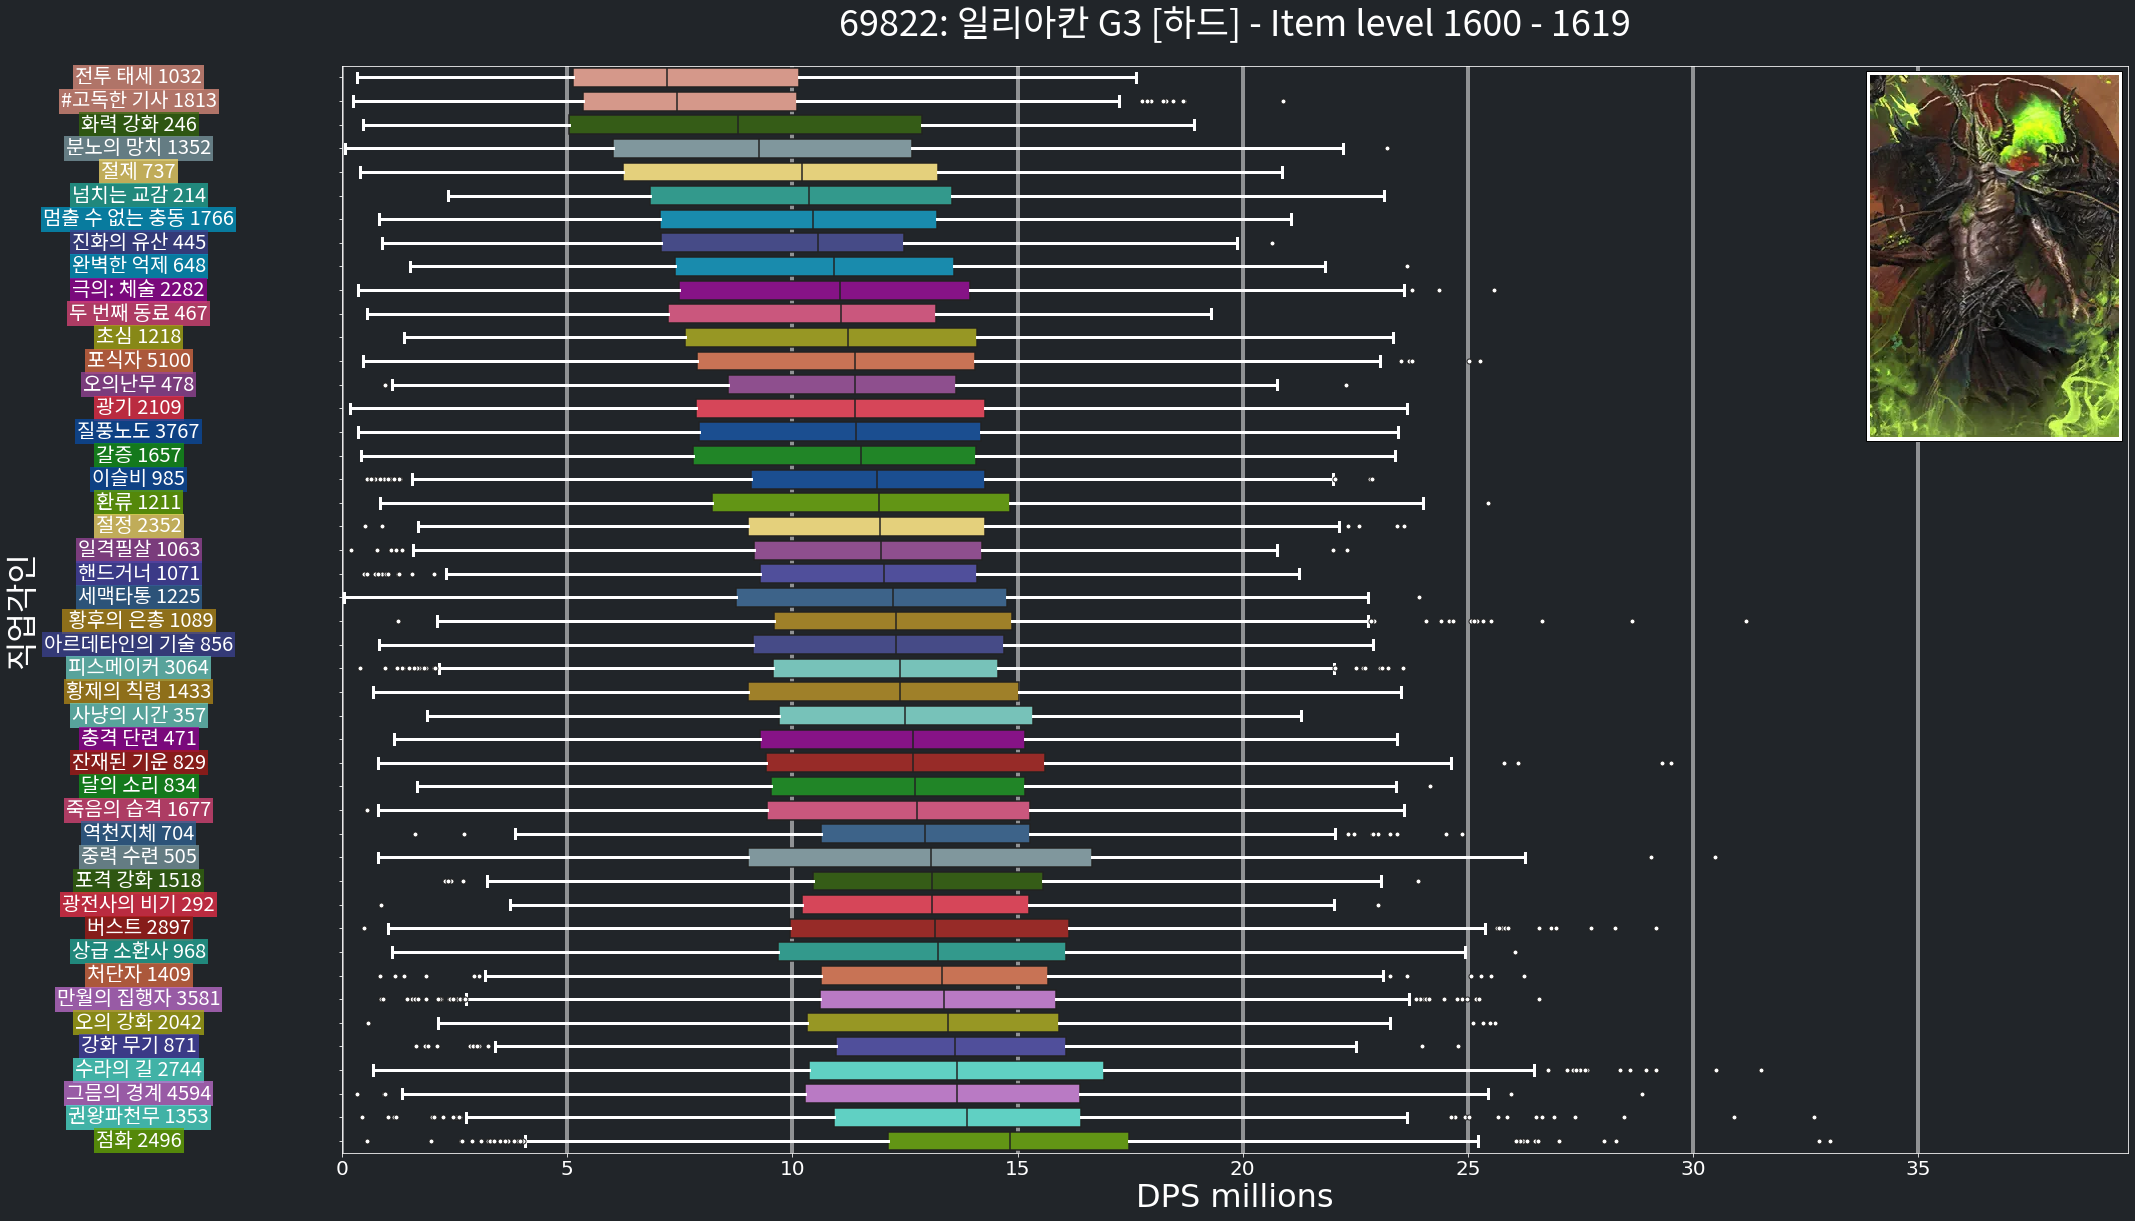 69822: 일리아칸 G3 [하드] - Item level 1600 - 1619
전투 태세 1032
#고독한 기사 1813
화력 강화 246
분노의 망치 1352
절제 737
넘치는 교감 214
멈출 수 없는 충동 1766
진화의 유산 445
완벽한 억제 648
극의: 체술 2282
두 번째 동료 467
초심 1218
포식자 5100
오의난무 478
광기 2109
질풍노도 3767
갈증 1657
이슬비 985
환류 1211
절정 2352
일격필살 1063
핸드거너 1071
세맥타통 1225
황후의 은총 1089
아르데타인의 기술 856
피스메이커 3064
황제의 칙령 1433
사냥의 시간 357
충격 단련 471
잔재된 기운 829
달의 소리 834
죽음의 습격 1677
역천지체 704
중력 수련 505
포격 강화 1518
광전사의 비기 292
버스트 2897
상급 소환사 968
처단자 1409
만월의 집행자 3581
오의 강화 2042
강화 무기 871
수라의 길 2744
그믐의 경계 4594
권왕파천무 1353
점화 2496
직업각인
0 5 10 15 20 25 30 35
DPS millions